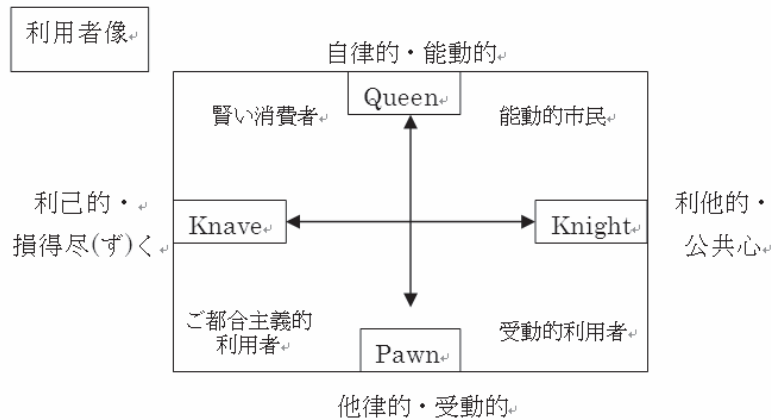 利用者像
自律的・能動的
Queen
賢い消費者
能動的市民
利己的・
損得尽(ず)く
Knave
Knight
利他的・
公共心
ご都合主義的
利用者
受動的利用者
Pawn
他律的・受動的